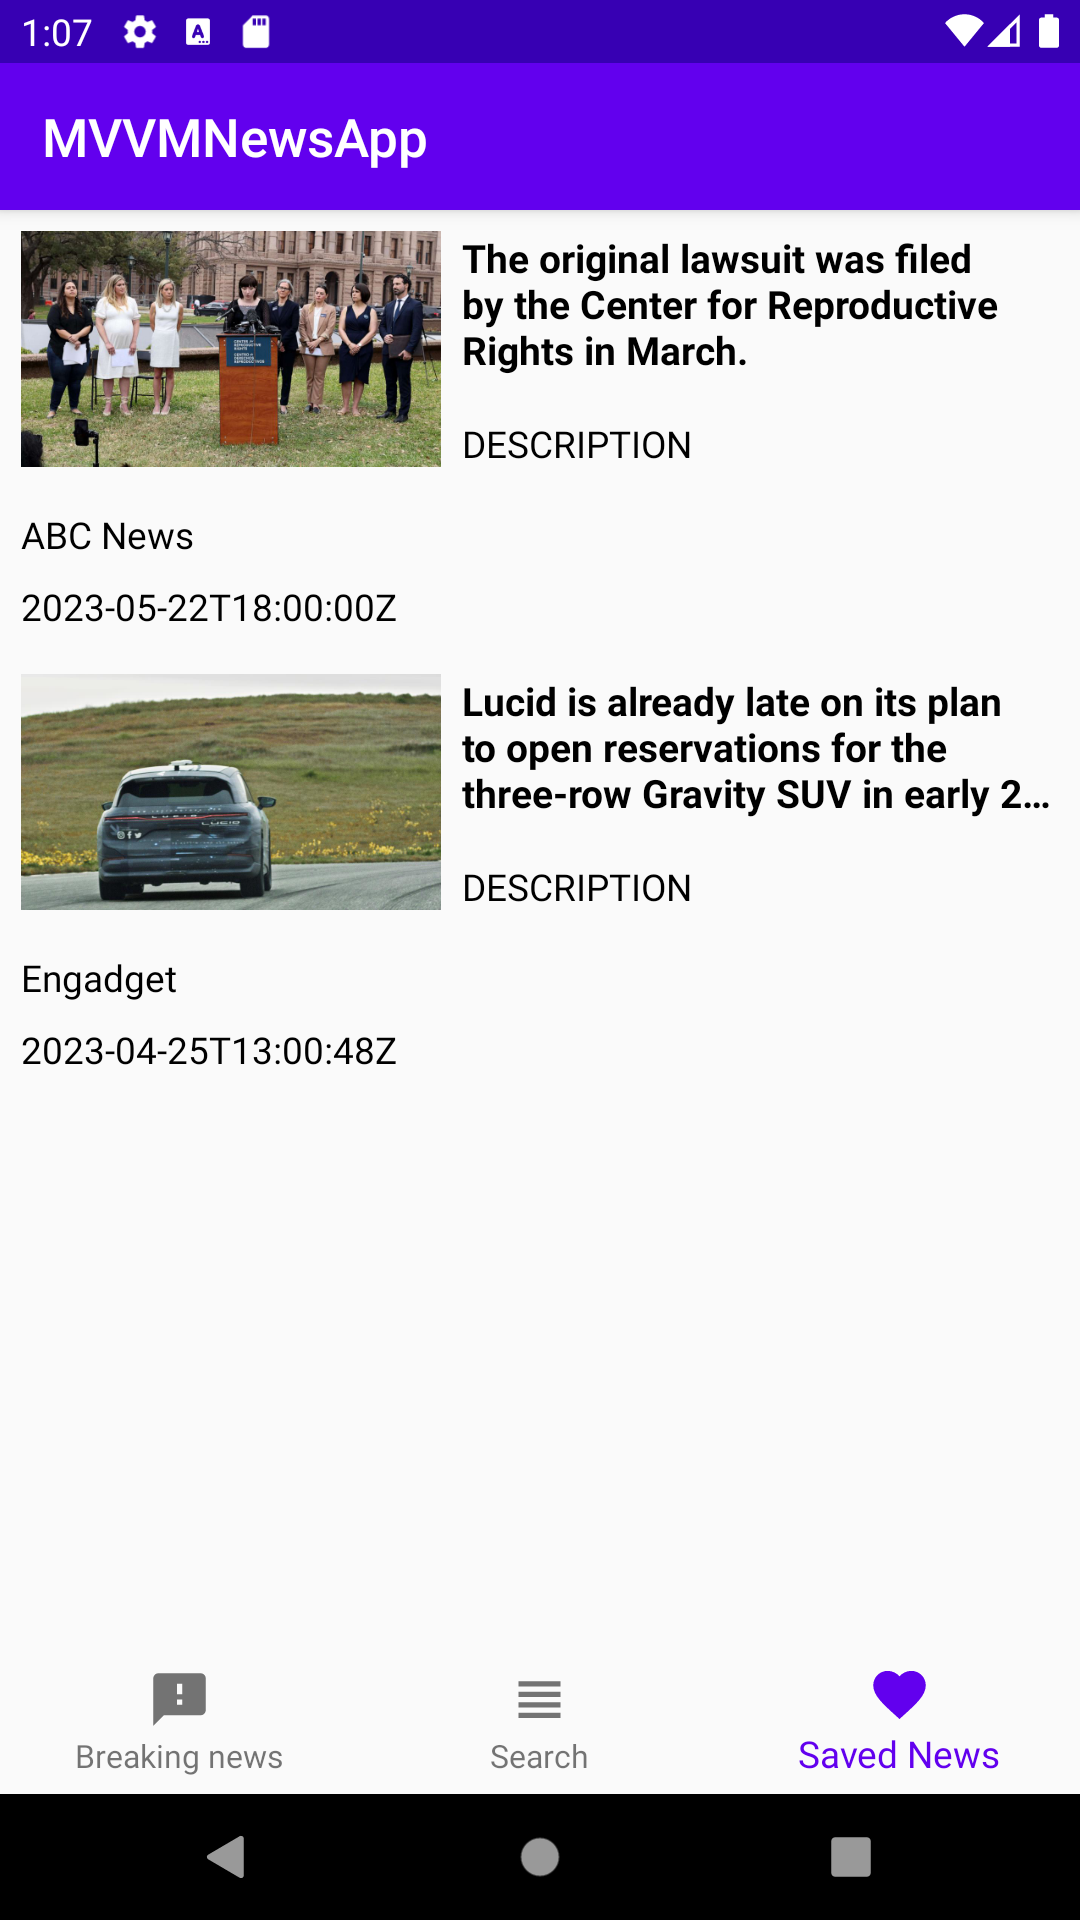 1:07
MVVMNewsApp
The original lawsuit was filed
by the Center for Reproductive
Rights in March.
DESCRIPTION
ABC News
2023-05-22T18:00:00Z
Lucid is already late on its plan
to open reservations for the
three-row Gravity SUV in early 2...
DESCRIPTION
Engadget
2023-04-25T13:00:48Z
Breaking news
Search
Saved News